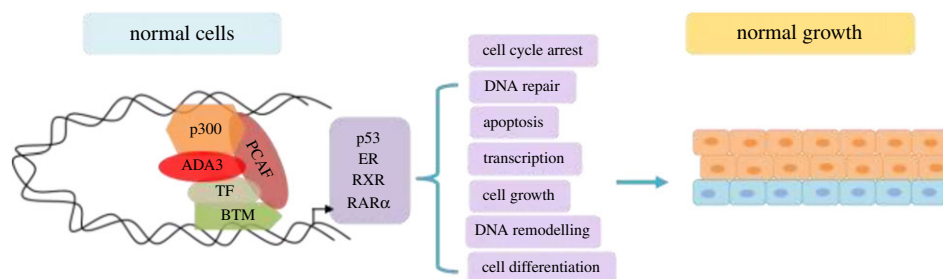 normal cells
normal growth
p300
PCAF
ADA3
TF
BTM
p53
ER
RXR
RARα
cell cycle arrest
DNA repair
apoptosis
transcription
cell growth
DNA remodelling
cell differentiation